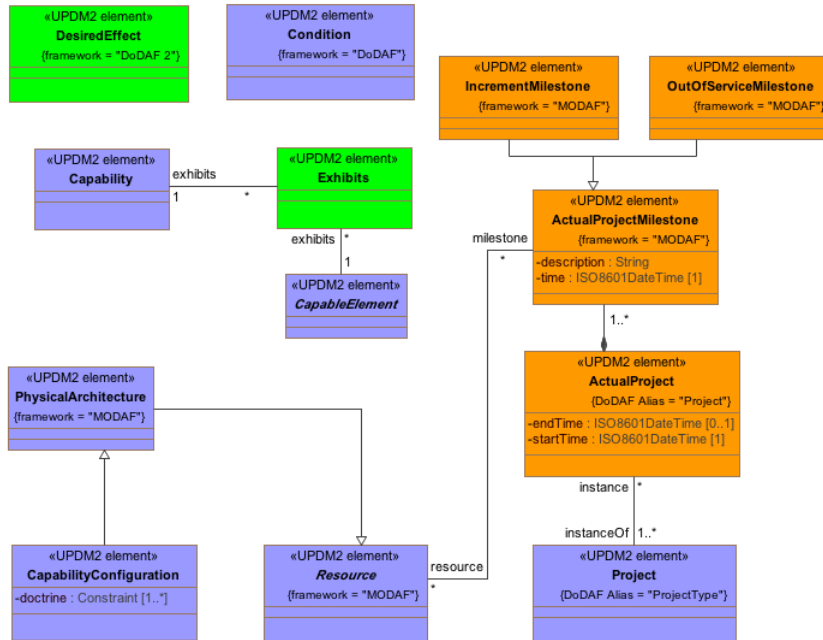 «UPDM2 element»
DesiredEffect
{framework = "DoDAF 2"}
«UPDM2 element»
Condition
{framework = "DoDAF"}
«UPDM2 element»
IncrementMilestone
{framework = "MODAF"}
«UPDM2 element»
OutOfServiceMilestone
{framework = "MODAF"}
«UPDM2 element»
Capability
exhibits
1
*
«UPDM2 element»
Exhibits
exhibits
*
1
«UPDM2 element»
CapableElement
«UPDM2 element»
ActualProjectMilestone
{framework = "MODAF"}
-description : String
-time : ISO8601DateTime [1]
milestone
*
1..*
«UPDM2 element»
ActualProject
{DoDAF Alias = "Project"}
-endTime : ISO8601DateTime [0..1]
-startTime : ISO8601DateTime [1]
instance
*
instanceOf
1..*
«UPDM2 element»
PhysicalArchitecture
{framework = "MODAF"}
«UPDM2 element»
CapabilityConfiguration
-doctrine : Constraint [1..*]
«UPDM2 element»
Resource
{framework = "MODAF"}
resource
*
«UPDM2 element»
Project
{DoDAF Alias = "ProjectType"}